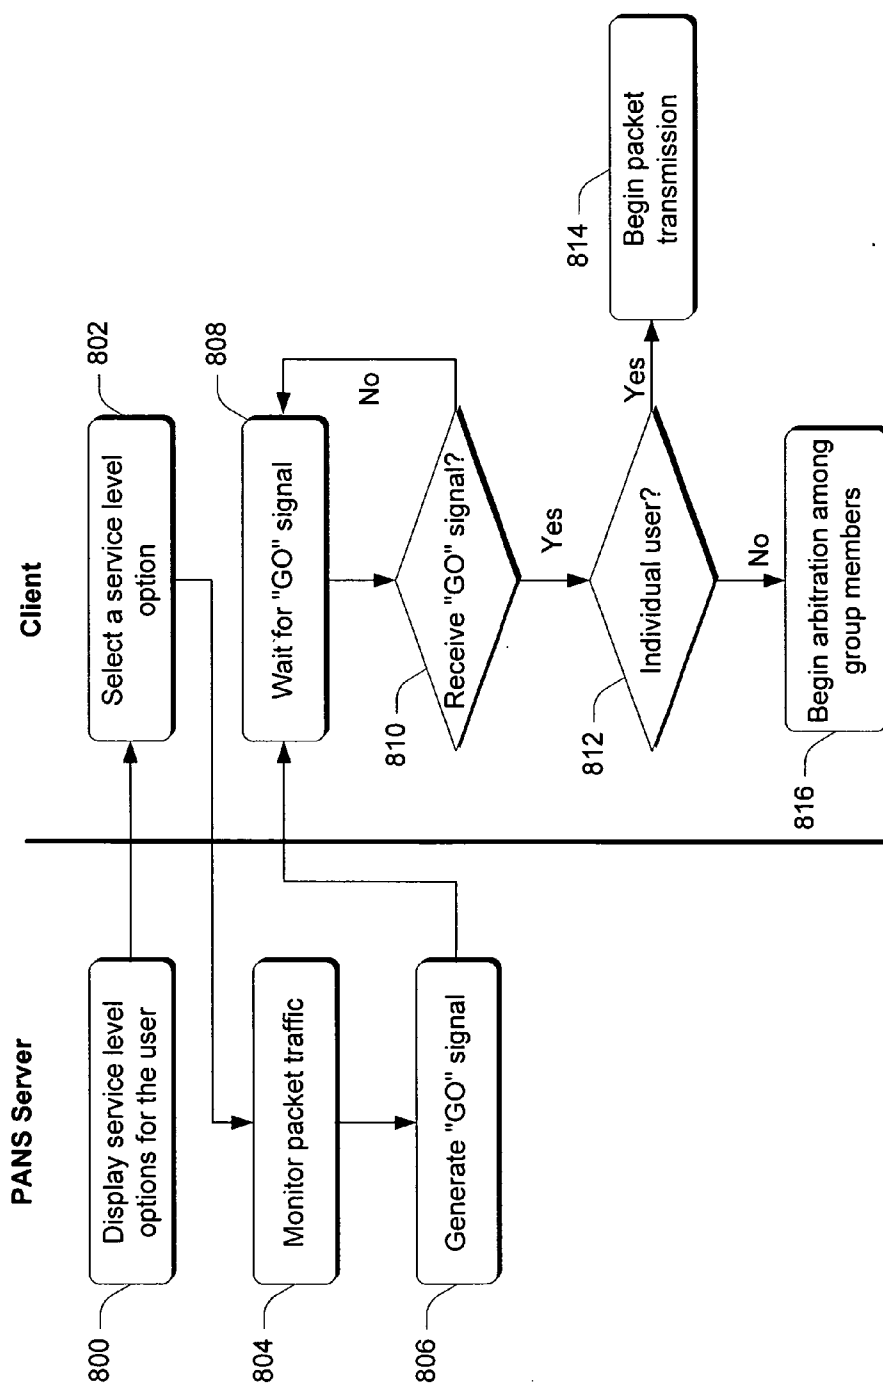 PANS Server
Client
800
Display service level
options for the user
802
Select a service level
option
804
Monitor packet traffic
806
Generate "GO" signal
808
Wait for "GO" signal
No
810
Receive "GO" signal?
Yes
812
Individual user?
Yes
814
Begin packet
transmission
No
816
Begin arbitration among
group members